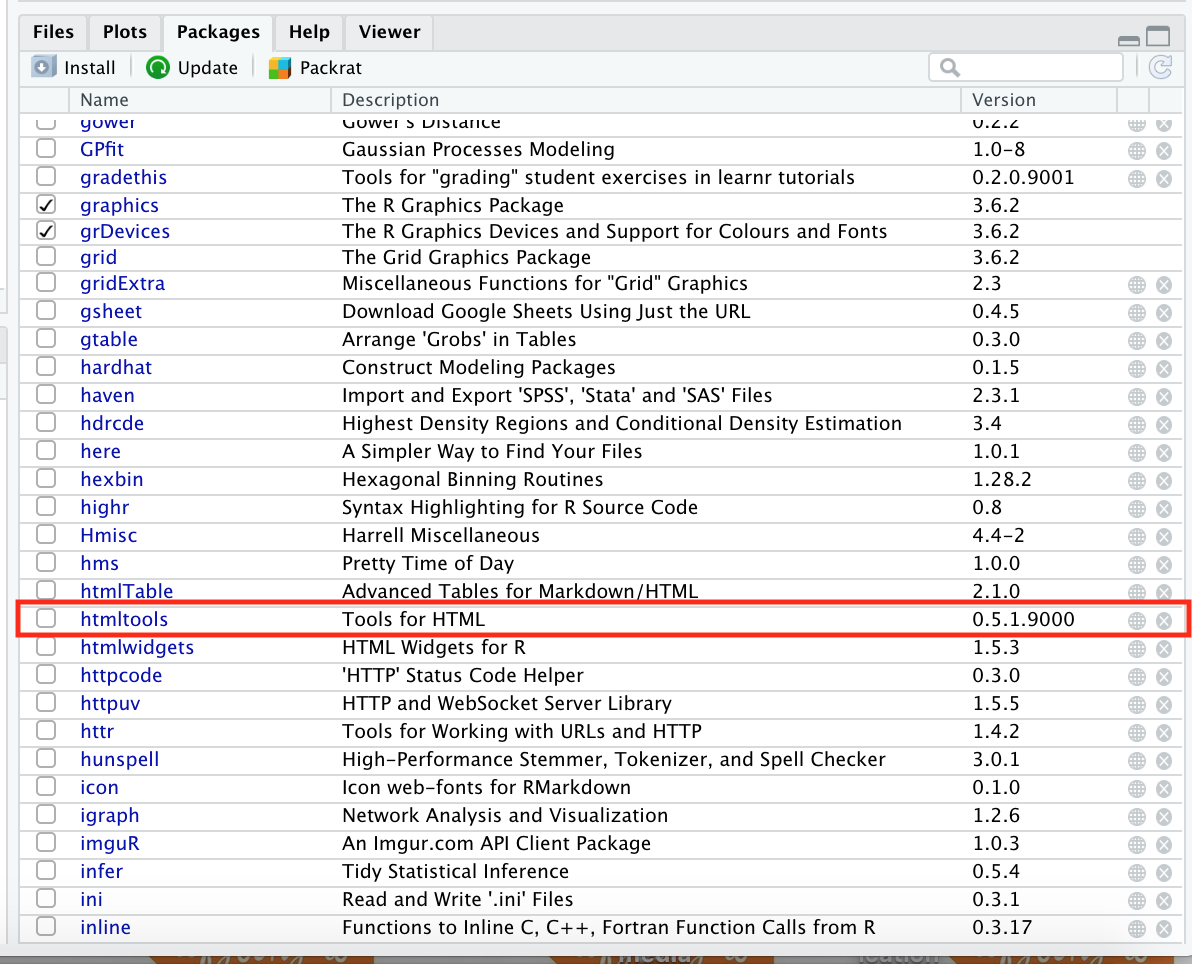 Files Plots Packages Help Viewer
Install Update Packrat
Name Description Version
gower Gower's Distance 0.2.2
GPfit Gaussian Processes Modeling 1.0-8
gradethis Tools for "grading" student exercises in learnr tutorials 0.2.0.9001
graphics The R Graphics Package 3.6.2
grDevices The R Graphics Devices and Support for Colours and Fonts 3.6.2
grid The Grid Graphics Package 3.6.2
gridExtra Miscellaneous Functions for "Grid" Graphics 2.3
gsheet Download Google Sheets Using Just the URL 0.4.5
gtable Arrange 'Grobs' in Tables 0.3.0
hardhat Construct Modeling Packages 0.1.5
haven Import and Export 'SPSS', 'Stata' and 'SAS' Files 2.3.1
hdrcde Highest Density Regions and Conditional Density Estimation 3.4
here A Simpler Way to Find Your Files 1.0.1
hexbin Hexagonal Binning Routines 1.28.2
highr Syntax Highlighting for R Source Code 0.8
Hmisc Harrell Miscellaneous 4.4-2
hms Pretty Time of Day 1.0.0
htmlTable Advanced Tables for Markdown/HTML 2.1.0
htmltools Tools for HTML 0.5.1.9000
htmlwidgets HTML Widgets for R 1.5.3
httpcode 'HTTP' Status Code Helper 0.3.0
httpuv HTTP and WebSocket Server Library 1.5.5
httr Tools for Working with URLs and HTTP 1.4.2
hunspell High-Performance Stemmer, Tokenizer, and Spell Checker 3.0.1
icon Icon web-fonts for RMarkdown 0.1.0
igraph Network Analysis and Visualization 1.2.6
imguR An Imgur.com API Client Package 1.0.3
infer Tidy Statistical Inference 0.5.4
ini Read and Write '.ini' Files 0.3.1
inline Functions to Inline C, C++, Fortran Function Calls from R 0.3.17
media